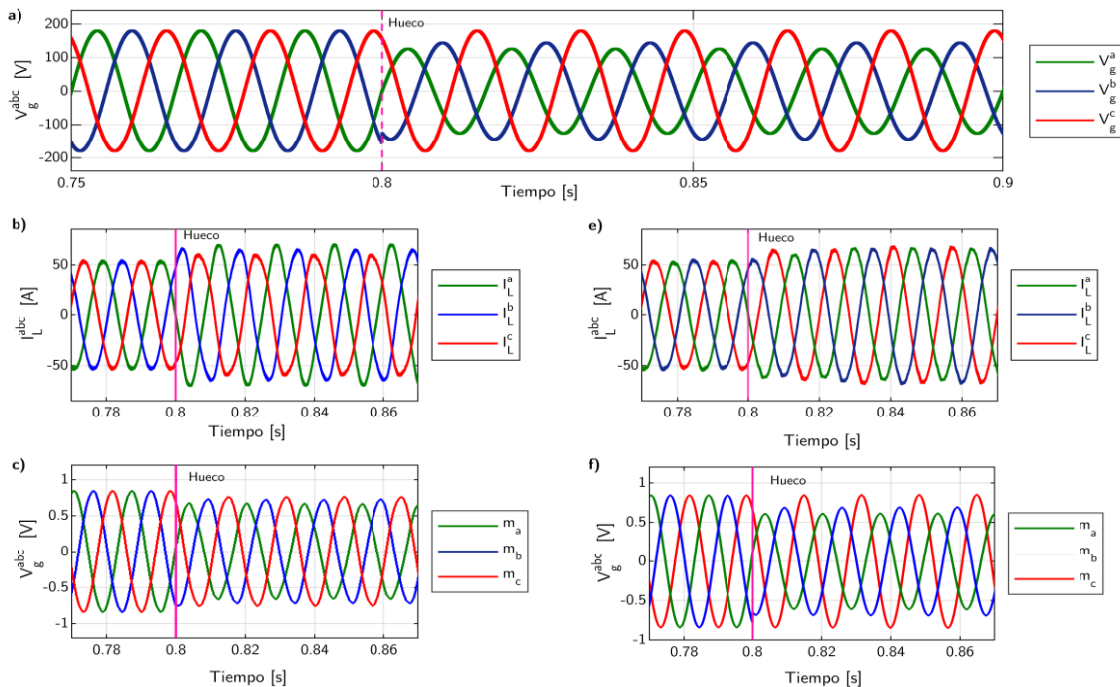 a)
Hueco
200
100
0
-100
-200
V_g^abc [V]
0.75
0.8
0.85
0.9
Tiempo [s]
V_g^a
V_g^b
V_g^c
b)
Hueco
50
0
-50
I_L^abc [A]
0.78
0.8
0.82
0.84
0.86
Tiempo [s]
I_L^a
I_L^b
I_L^c
e)
Hueco
50
0
-50
I_L^abc [A]
0.78
0.8
0.82
0.84
0.86
Tiempo [s]
I_L^a
I_L^b
I_L^c
c)
Hueco
1
0.5
0
-0.5
-1
V_g^abc [V]
0.78
0.8
0.82
0.84
0.86
Tiempo [s]
m_a
m_b
m_c
f)
Hueco
1
0.5
0
-0.5
-1
V_g^abc [V]
0.78
0.8
0.82
0.84
0.86
Tiempo [s]
m_a
m_b
m_c